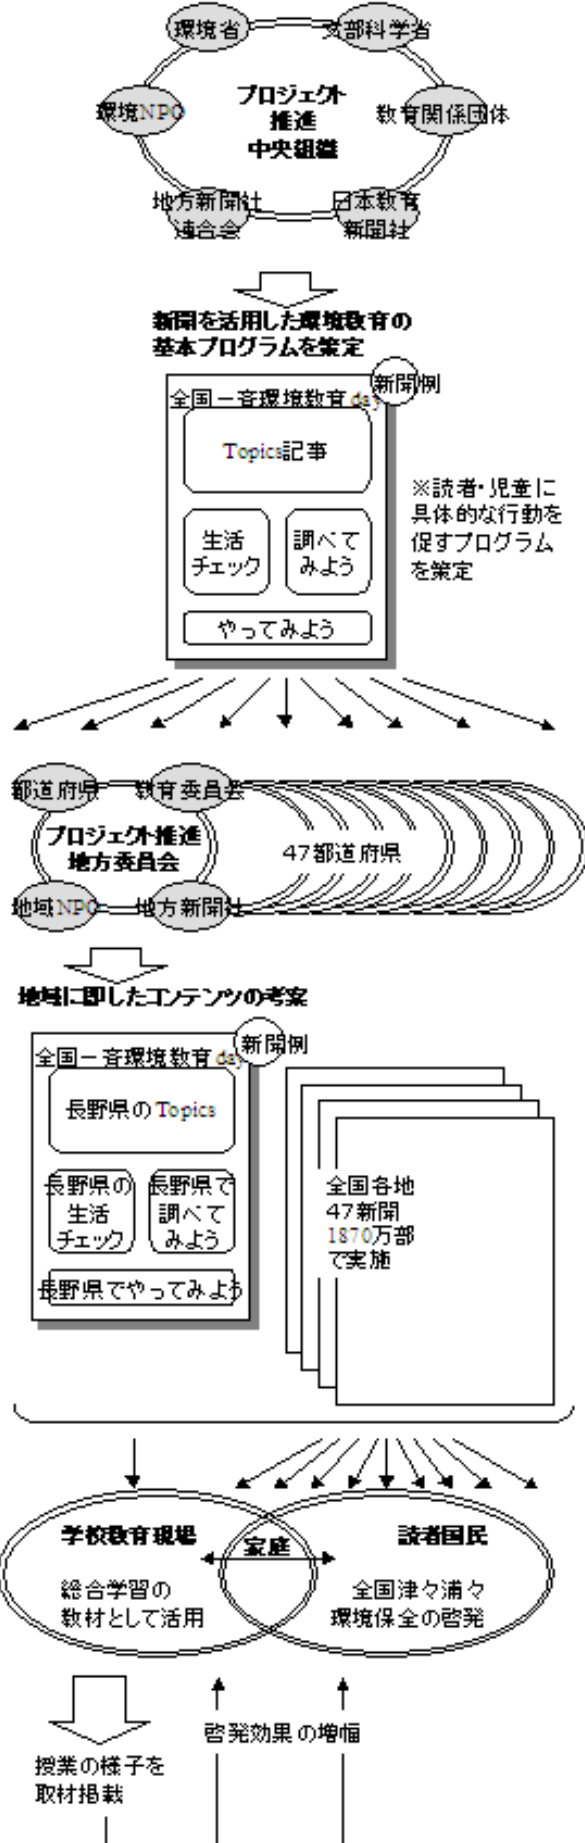 環境省
文部科学省
環境NPO
プロジェクト
推進
中央組織
教育関係団体
地方新聞社
連合会
日本教育
新聞社
新聞を活用した環境教育の
基本プログラムを策定
新聞例
全国一斉環境教育day
Topics記事
生活
チェック
調べて
みよう
やってみよう
※読者・児童に
具体的な行動を
促すプログラム
を策定
都道府県
教育委員会
プロジェクト推進
地方委員会
47都道府県
地域NPO
地方新聞社
地域に即したコンテンツの考案
新聞例
全国一斉環境教育day
長野県のTopics
長野県の
生活
チェック
長野県で
調べて
みよう
長野県でやってみよう
全国各地
47新聞
1870万部
で実施
学校教育現場
家庭
読者国民
総合学習の
教材として活用
全国津々浦々
環境保全の啓発
啓発効果の増幅
授業の様子を
取材掲載